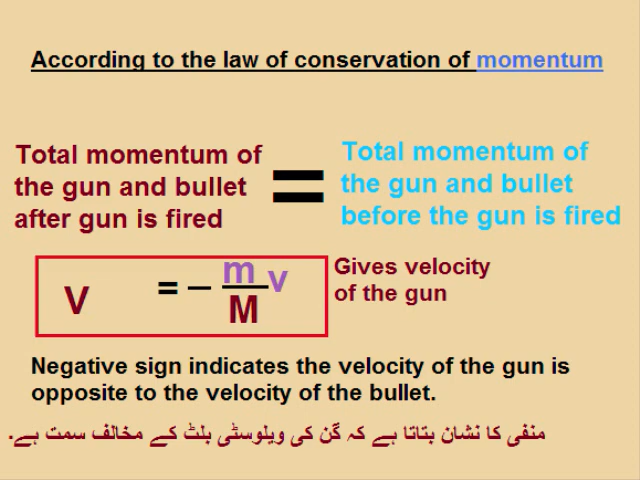 According to the law of conservation of momentum
Total momentum of
the gun and bullet
after gun is fired
=
Total momentum of
the gun and bullet
before the gun is fired
V = – m/M v
Gives velocity
of the gun
Negative sign indicates the velocity of the gun is
opposite to the velocity of the bullet.
منفی کا نشان بتاتا ہے کہ گن کی ویلوسٹی بلٹ کے مخالف سمت ہے۔